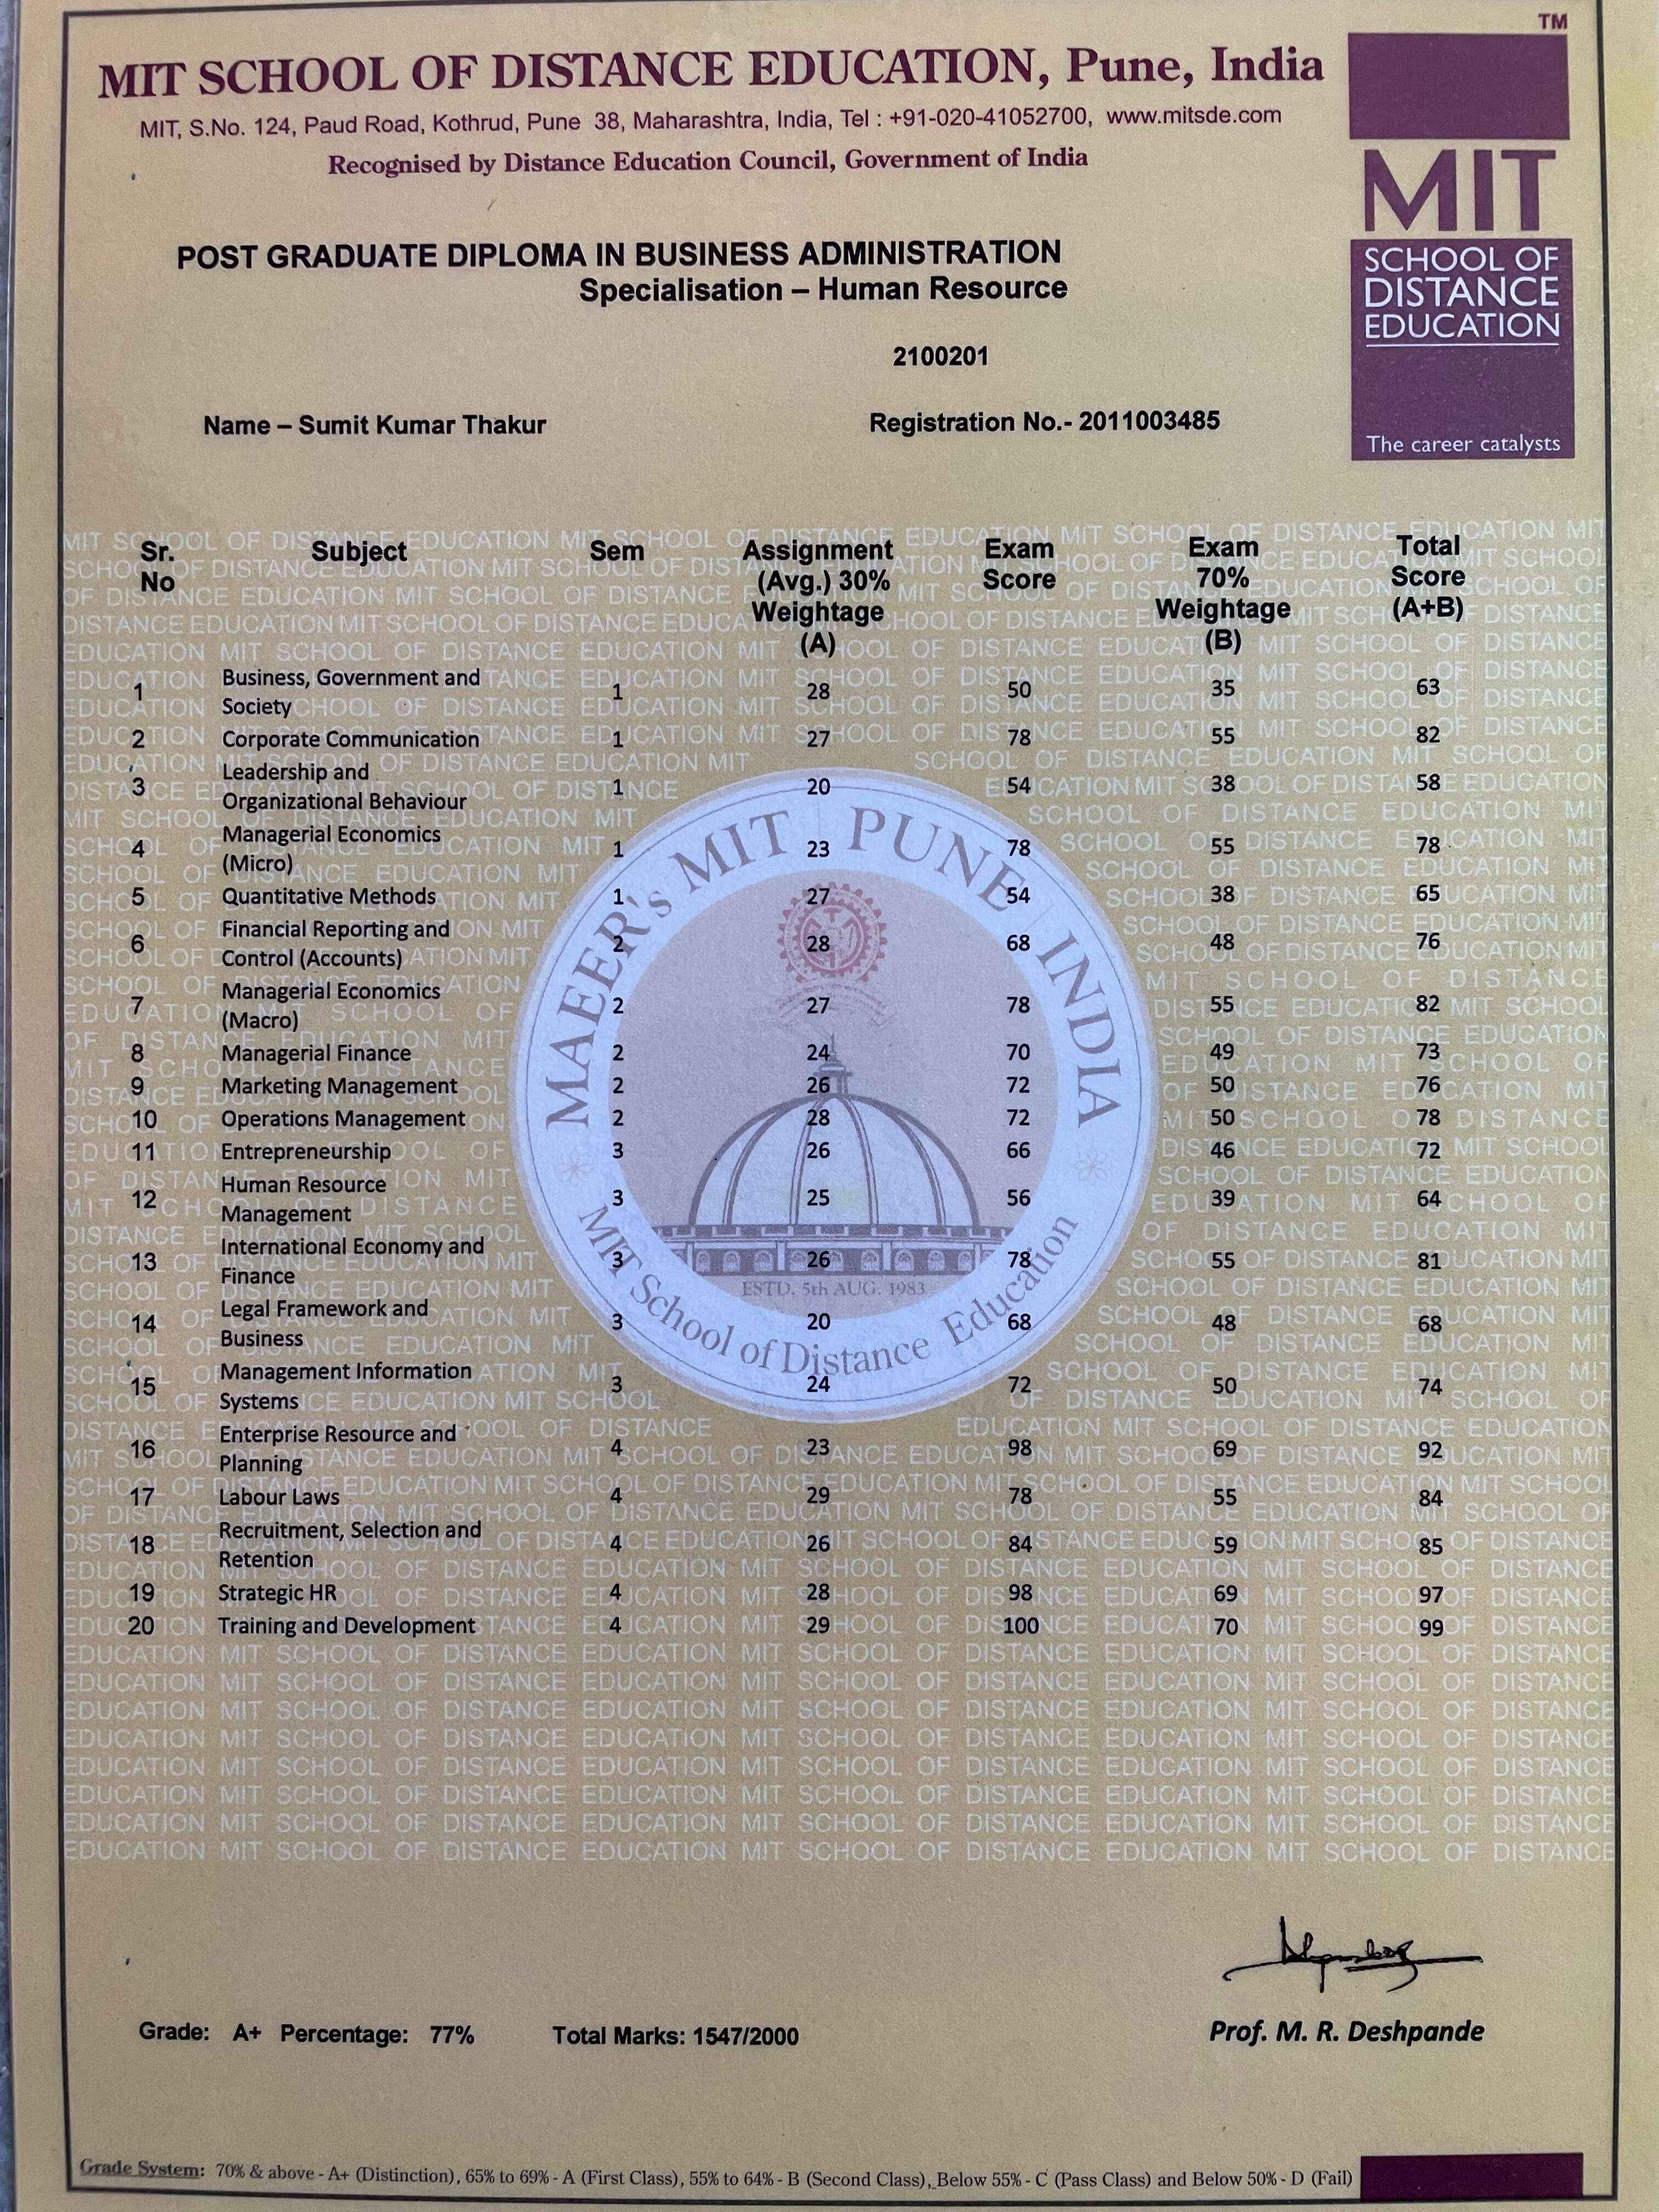 TM
MIT SCHOOL OF DISTANCE EDUCATION, Pune, India
MIT, S.No. 124, Paud Road, Kothrud, Pune 38, Maharashtra, India, Tel : +91-020-41052700, www.mitsde.com
Recognised by Distance Education Council, Government of India
MIT
SCHOOL OF
DISTANCE
EDUCATION
The career catalysts
POST GRADUATE DIPLOMA IN BUSINESS ADMINISTRATION
Specialisation – Human Resource
2100201
Name – Sumit Kumar Thakur Registration No.- 2011003485
Sr. No Subject Sem Assignment (Avg.) 30% Weightage (A) Exam Score Exam 70% Weightage (B) Total Score (A+B)
1 Business, Government and Society 1 28 50 35 63
2 Corporate Communication 1 27 78 55 82
3 Leadership and Organizational Behaviour 1 20 54 38 58
4 Managerial Economics (Micro) 1 23 78 55 78
5 Quantitative Methods 1 27 54 38 65
6 Financial Reporting and Control (Accounts) 2 28 68 48 76
7 Managerial Economics (Macro) 2 27 78 55 82
8 Managerial Finance 2 24 70 49 73
9 Marketing Management 2 26 72 50 76
10 Operations Management 2 28 72 50 78
11 Entrepreneurship 3 26 66 46 72
12 Human Resource Management 3 25 56 39 64
13 International Economy and Finance 3 26 78 55 81
14 Legal Framework and Business 3 20 68 48 68
15 Management Information Systems 3 24 72 50 74
16 Enterprise Resource and Planning 4 23 98 69 92
17 Labour Laws 4 29 78 55 84
18 Recruitment, Selection and Retention 4 26 84 59 85
19 Strategic HR 4 28 98 69 97
20 Training and Development 4 29 100 70 99
MAEER's MIT PUNE INDIA
ESTD. 5th AUG. 1983
MIT School of Distance Education
Grade: A+ Percentage: 77% Total Marks: 1547/2000
Prof. M. R. Deshpande
Grade System: 70% & above - A+ (Distinction), 65% to 69% - A (First Class), 55% to 64% - B (Second Class), Below 55% - C (Pass Class) and Below 50% - D (Fail)